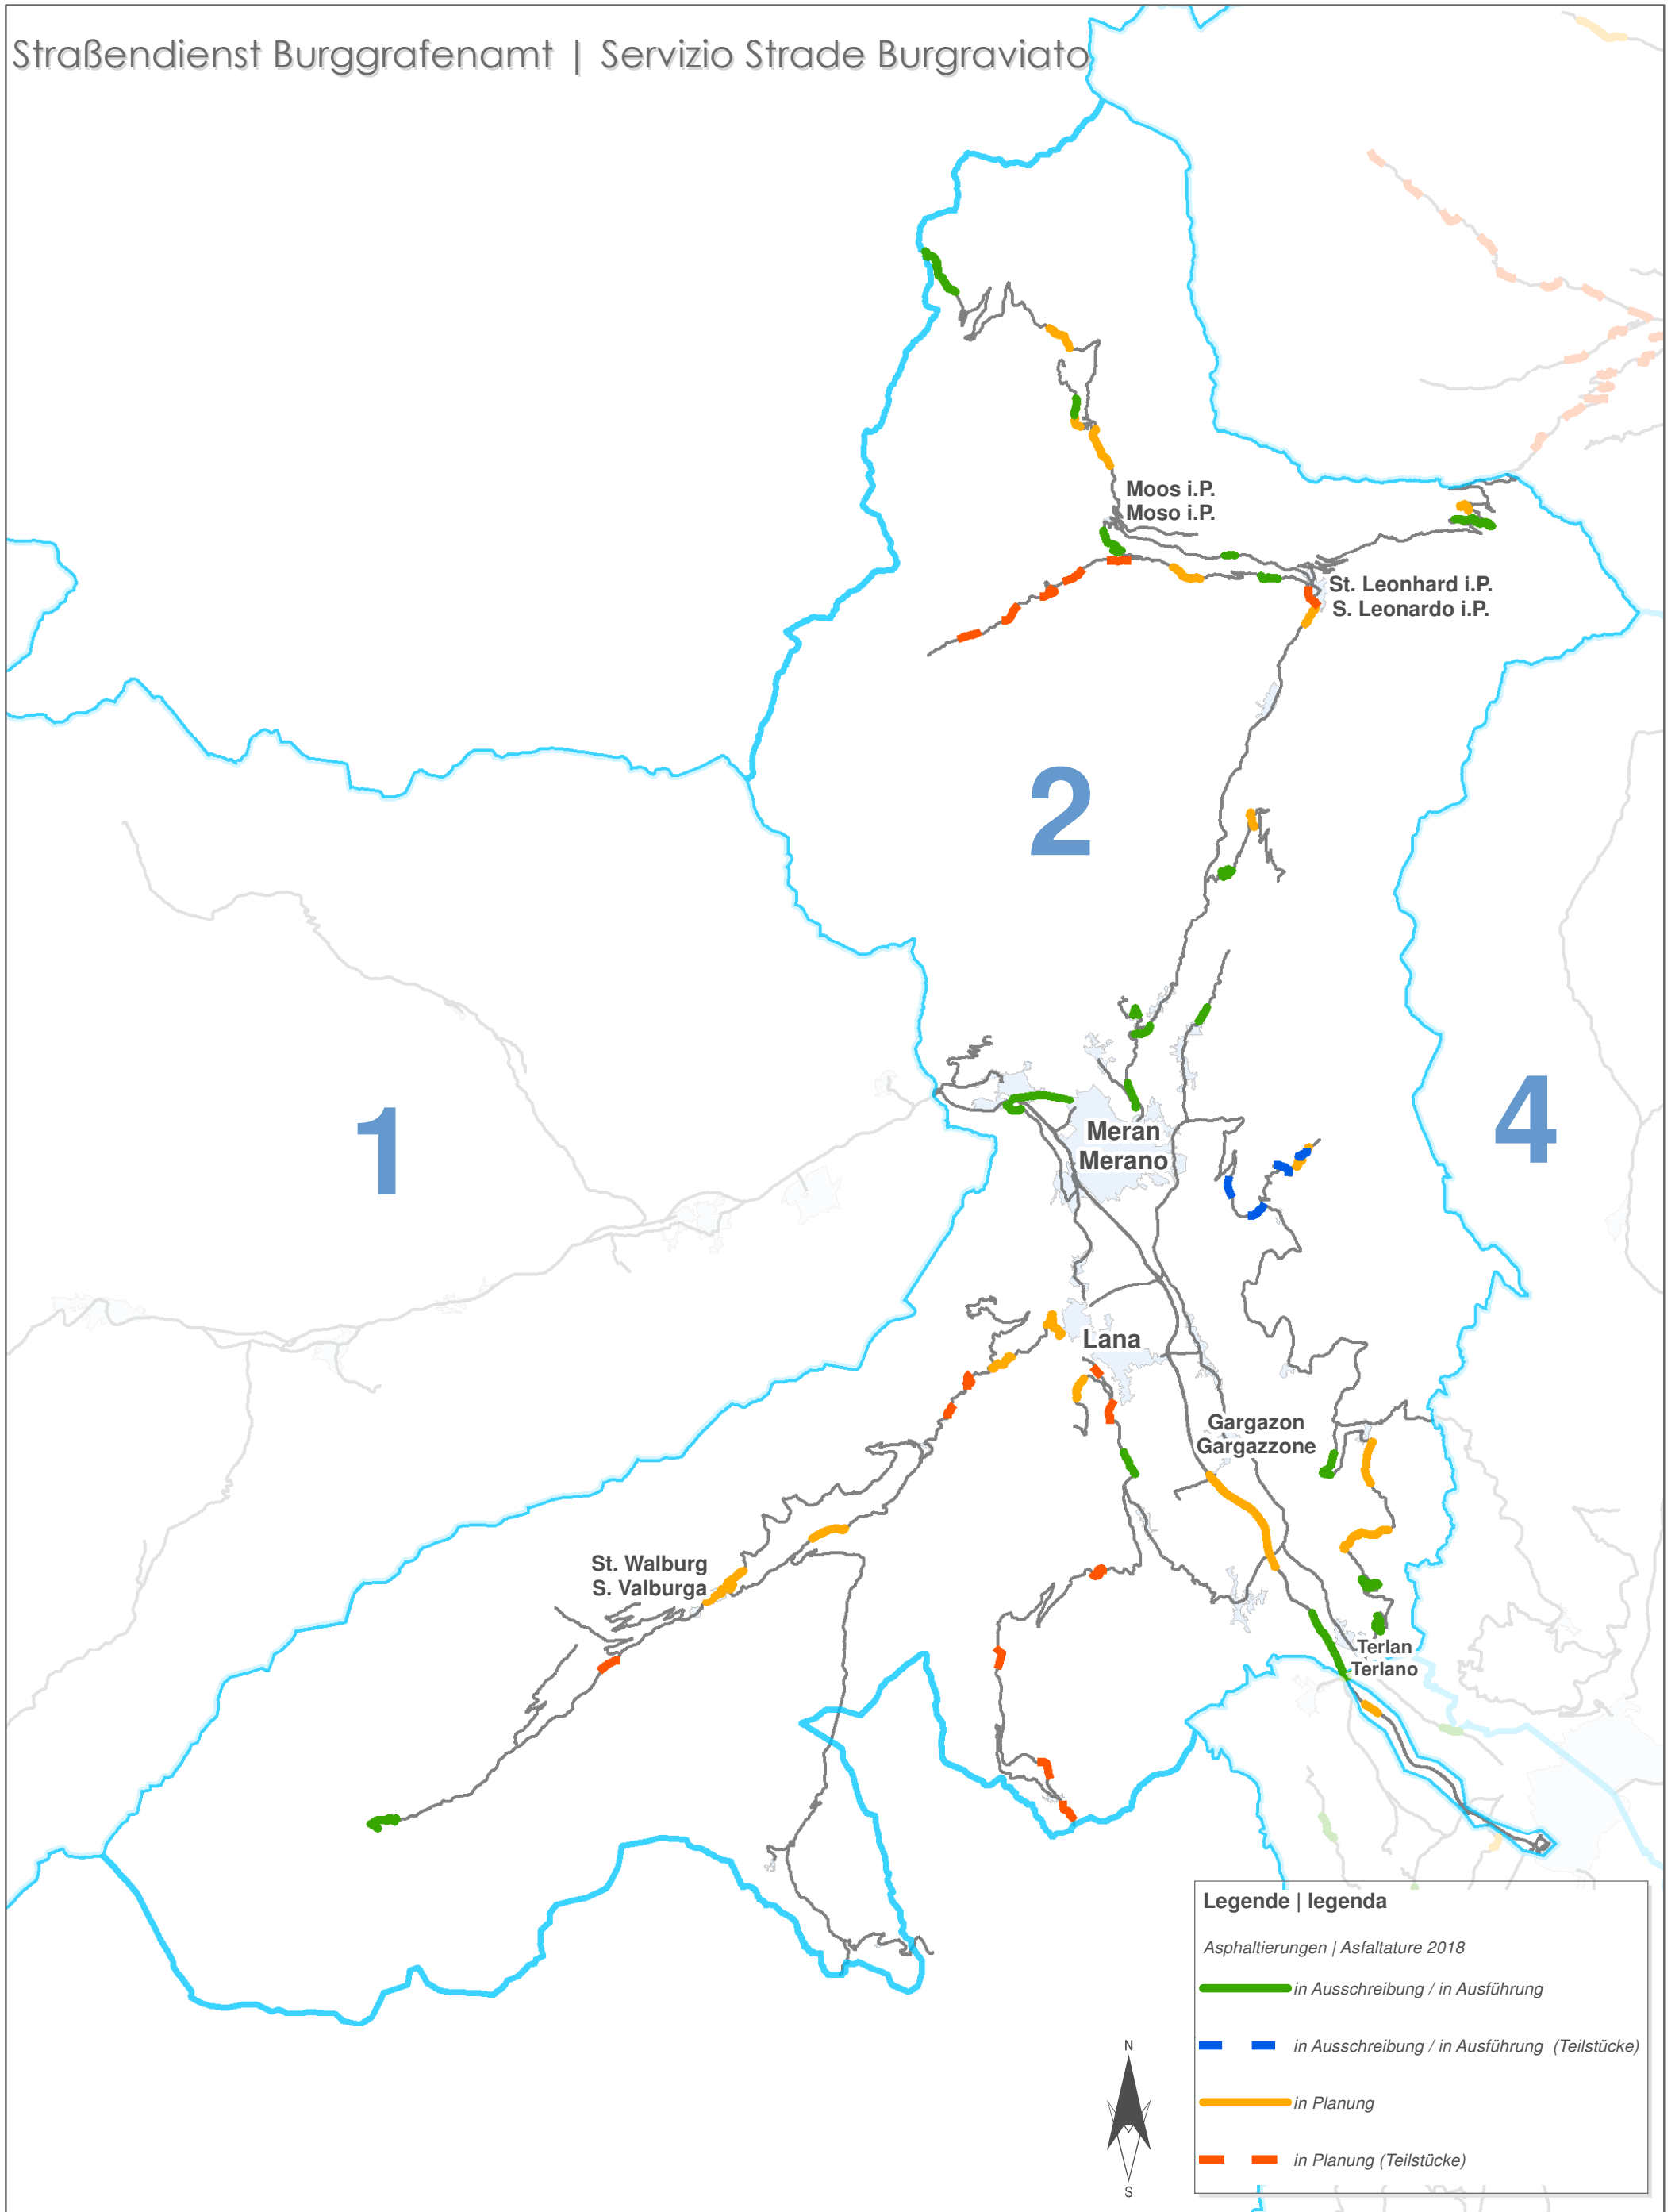 Straßendienst Burggrafenamt | Servizio Strade Burgraviato
Moos i.P.
Moso i.P.
St. Leonhard i.P.
S. Leonardo i.P.
2
1
4
Meran
Merano
Lana
Gargazon
Gargazzone
St. Walburg
S. Valburga
Terlan
Terlano
Legende | legenda
Asphaltierungen | Asfaltature 2018
in Ausschreibung / in Ausführung
in Ausschreibung / in Ausführung (Teilstücke)
in Planung
in Planung (Teilstücke)
N
S